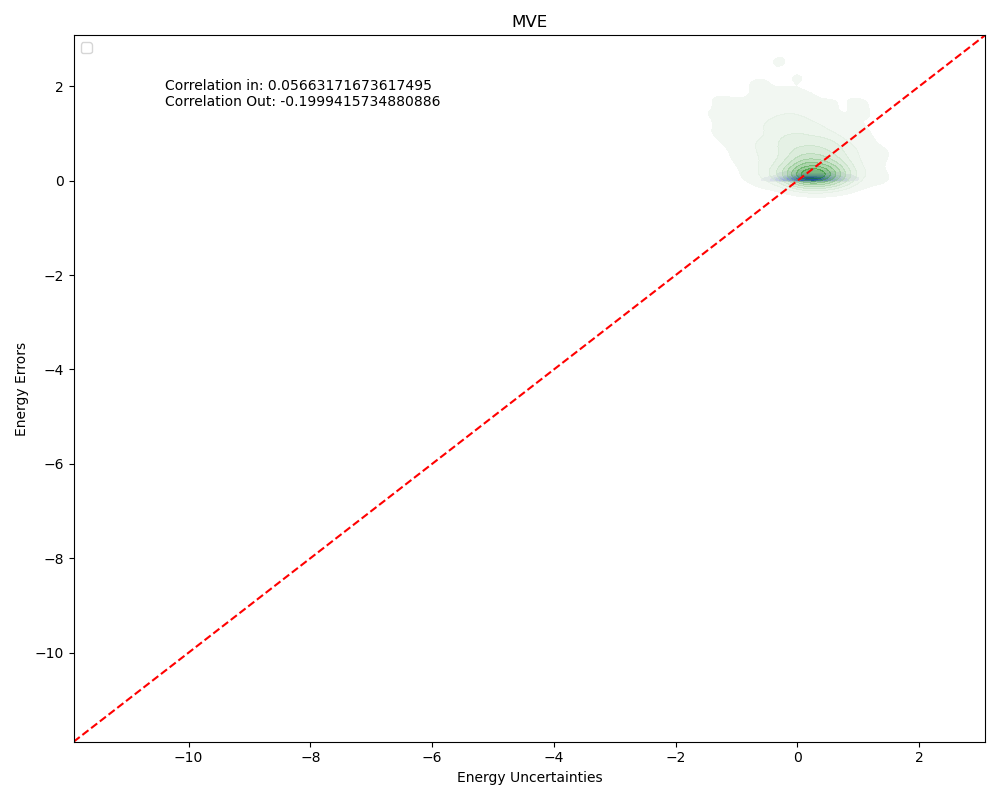 MVE
Correlation in: 0.05663171673617495
Correlation Out: -0.1999415734880886
2
0
−2
−4
−6
−8
−10
Energy Errors
−10 −8 −6 −4 −2 0 2
Energy Uncertainties